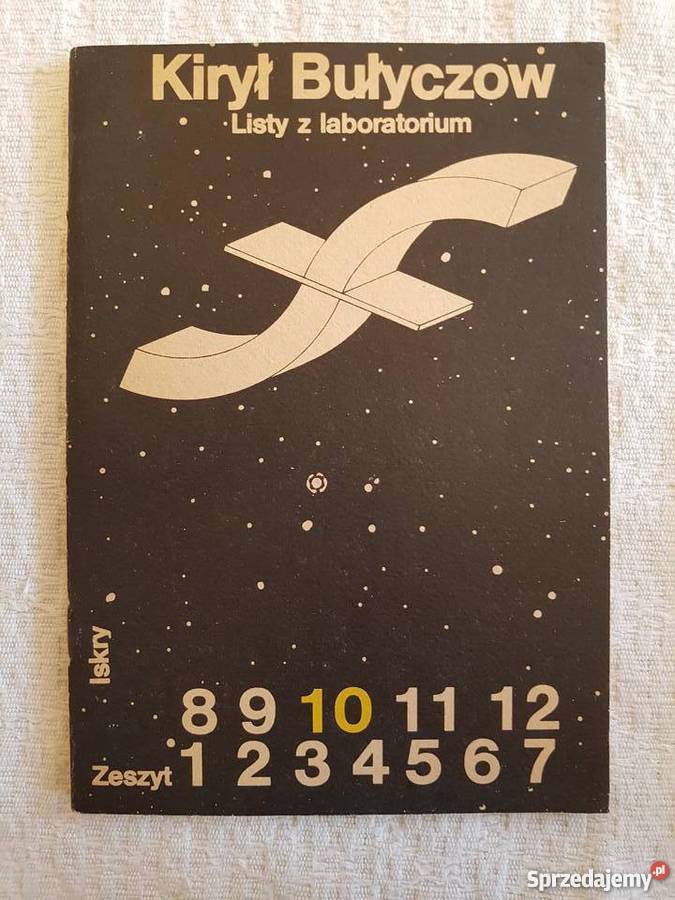 Kirył Bułyczow
Listy z laboratorium
Iskry
8 9 10 11 12
Zeszyt 1 2 3 4 5 6 7
Sprzedajemy.pl